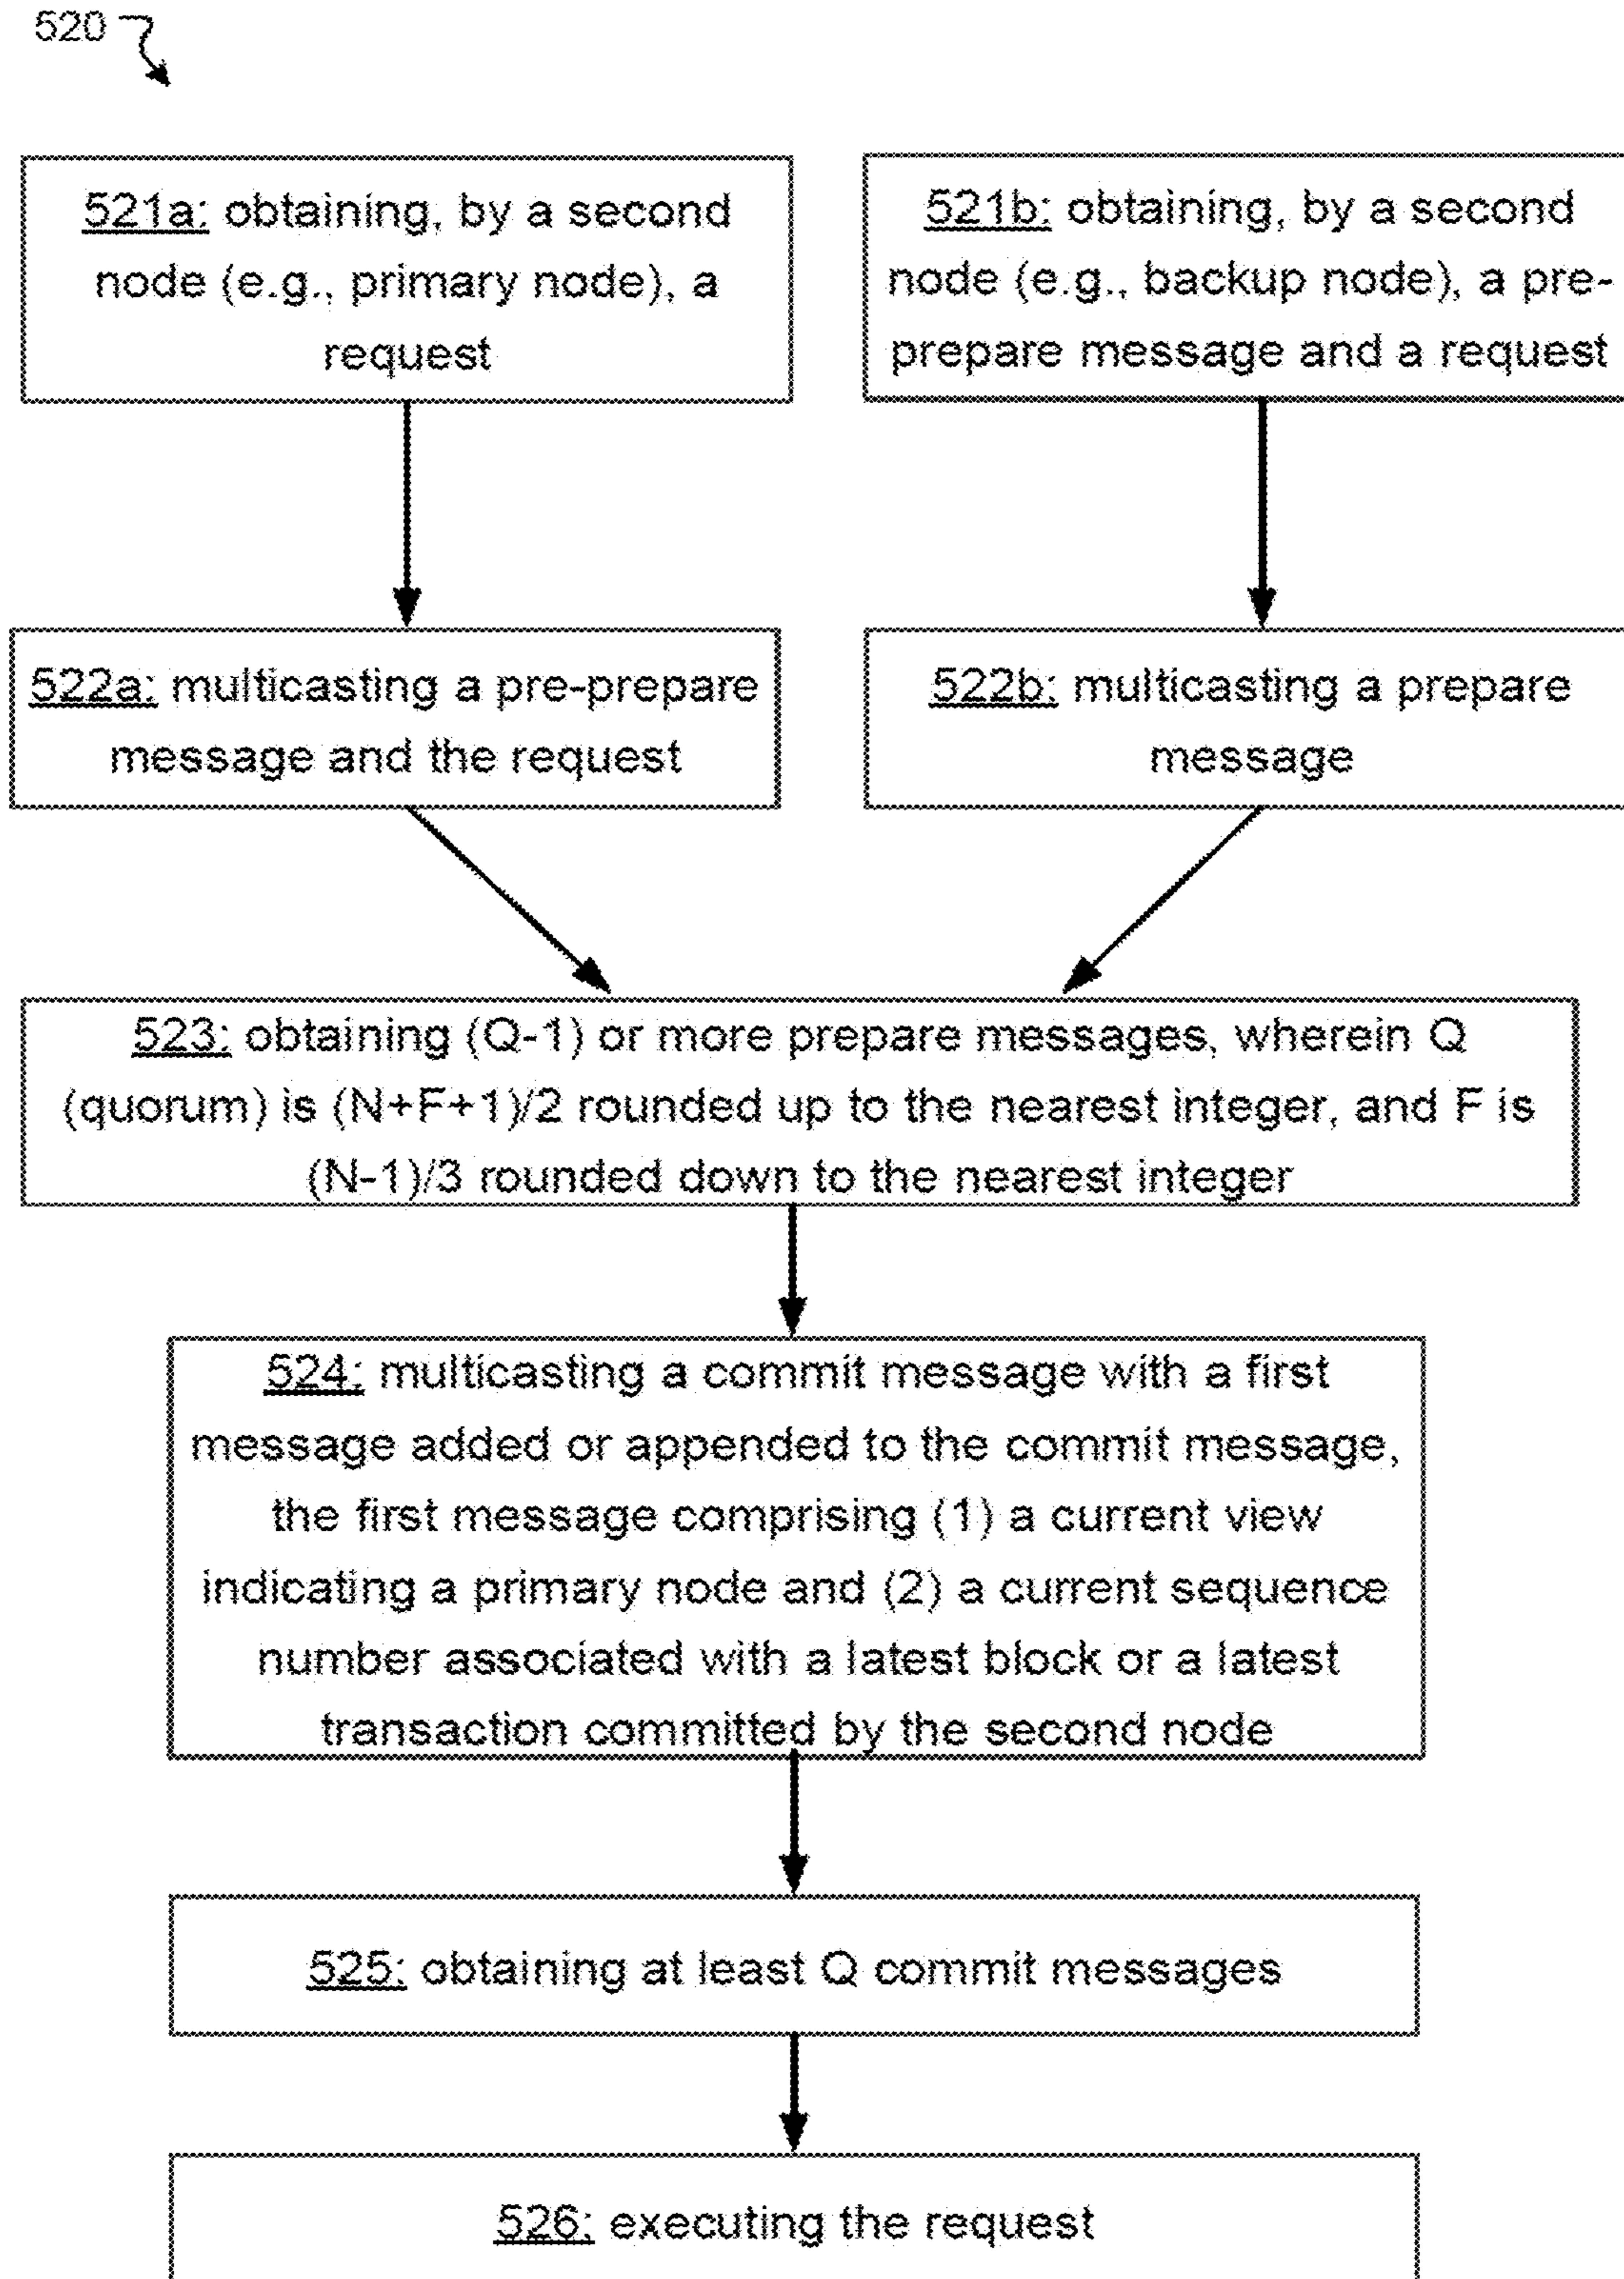 520
521a: obtaining, by a second
node (e.g., primary node), a
request
521b: obtaining, by a second
node (e.g., backup node), a pre-
prepare message and a request
522a: multicasting a pre-prepare
message and the request
522b: multicasting a prepare
message
523: obtaining (Q-1) or more prepare messages, wherein Q
(quorum) is (N+F+1)/2 rounded up to the nearest integer, and F is
(N-1)/3 rounded down to the nearest integer
524: multicasting a commit message with a first
message added or appended to the commit message,
the first message comprising (1) a current view
indicating a primary node and (2) a current sequence
number associated with a latest block or a latest
transaction committed by the second node
525: obtaining at least Q commit messages
526: executing the request